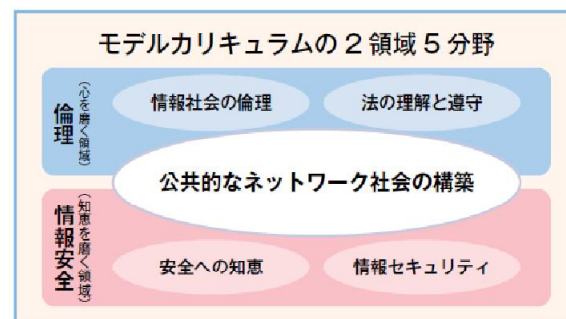 モデルカリキュラムの2領域5分野
倫理
(心を磨く領域)
情報社会の倫理
法の理解と遵守
公共的なネットワーク社会の構築
情報安全
(知恵を磨く領域)
安全への知恵
情報セキュリティ